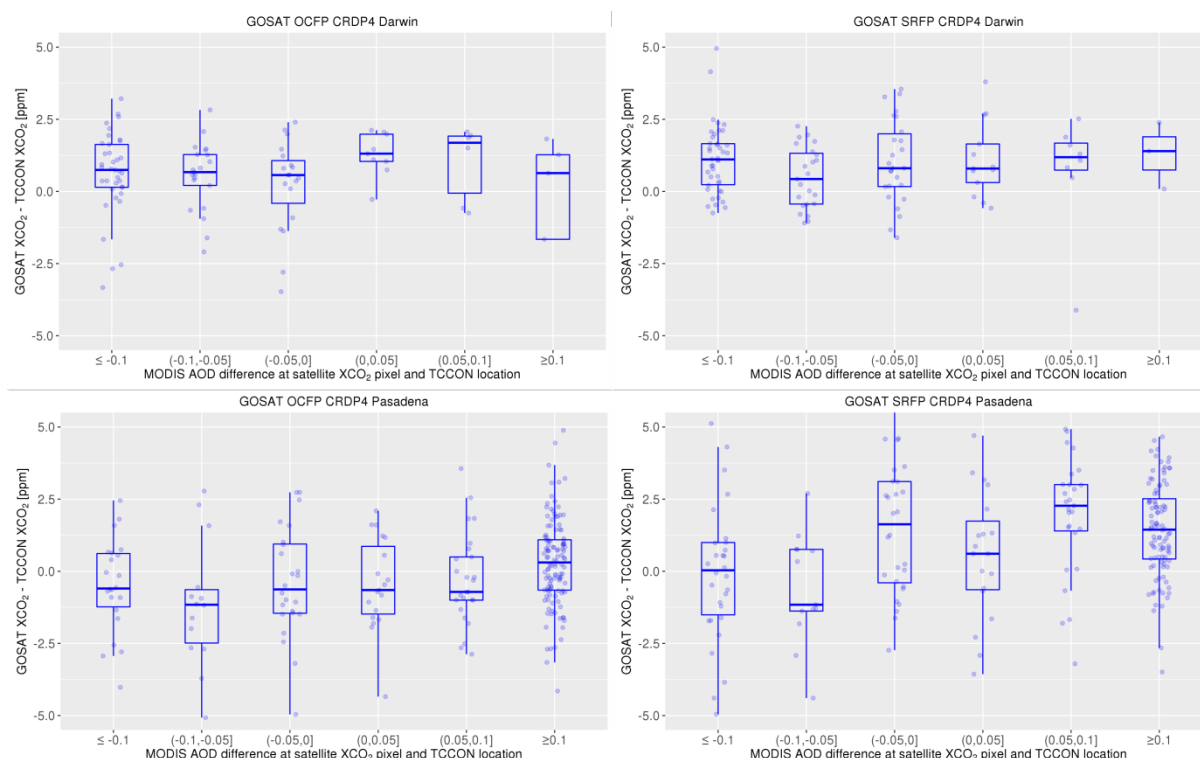 GOSAT OCFP CRDP4 Darwin
GOSAT XCO₂ - TCCON XCO₂ [ppm]
5.0
2.5
0.0
-2.5
-5.0
≤ -0.1 (-0.1,-0.05] (-0.05,0] (0,0.05] (0.05,0.1] ≥0.1
MODIS AOD difference at satellite XCO₂ pixel and TCCON location
GOSAT SRFP CRDP4 Darwin
GOSAT XCO₂ - TCCON XCO₂ [ppm]
5.0
2.5
0.0
-2.5
-5.0
≤ -0.1 (-0.1,-0.05] (-0.05,0] (0,0.05] (0.05,0.1] ≥0.1
MODIS AOD difference at satellite XCO₂ pixel and TCCON location
GOSAT OCFP CRDP4 Pasadena
GOSAT XCO₂ - TCCON XCO₂ [ppm]
5.0
2.5
0.0
-2.5
-5.0
≤ -0.1 (-0.1,-0.05] (-0.05,0] (0,0.05] (0.05,0.1] ≥0.1
MODIS AOD difference at satellite XCO₂ pixel and TCCON location
GOSAT SRFP CRDP4 Pasadena
GOSAT XCO₂ - TCCON XCO₂ [ppm]
5.0
2.5
0.0
-2.5
-5.0
≤ -0.1 (-0.1,-0.05] (-0.05,0] (0,0.05] (0.05,0.1] ≥0.1
MODIS AOD difference at satellite XCO₂ pixel and TCCON location